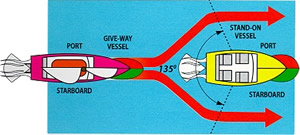 GIVE-WAY
VESSEL
STAND-ON
VESSEL
PORT
135°
PORT
STARBOARD
STARBOARD